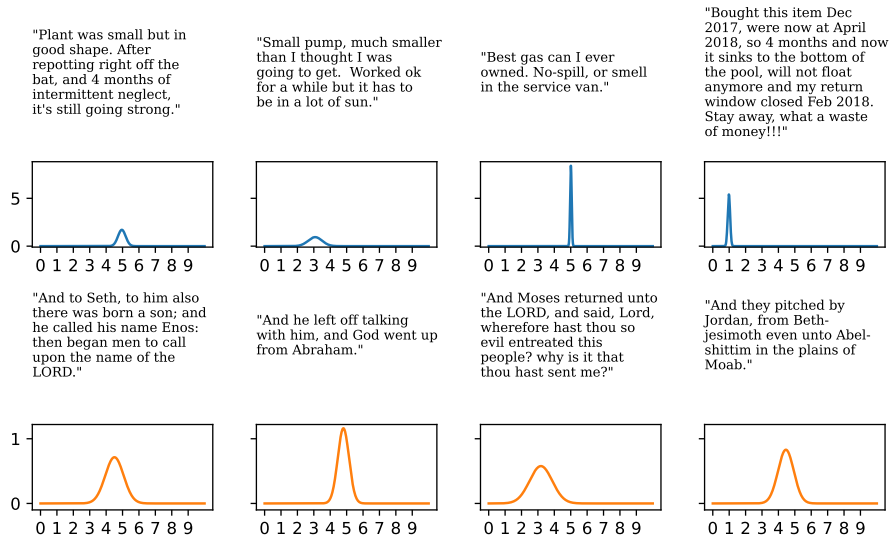 "Plant was small but in
good shape. After
repotting right off the
bat, and 4 months of
intermittent neglect,
it's still going strong."
"Small pump, much smaller
than I thought I was
going to get.  Worked ok
for a while but it has to
be in a lot of sun."
"Best gas can I ever
owned. No-spill, or smell
in the service van."
"Bought this item Dec
2017, were now at April
2018, so 4 months and now
it sinks to the bottom of
the pool, will not float
anymore and my return
window closed Feb 2018.
Stay away, what a waste
of money!!!"
5
0
0 1 2 3 4 5 6 7 8 9
0 1 2 3 4 5 6 7 8 9
0 1 2 3 4 5 6 7 8 9
0 1 2 3 4 5 6 7 8 9
"And to Seth, to him also
there was born a son; and
he called his name Enos:
then began men to call
upon the name of the
LORD."
"And he left off talking
with him, and God went up
from Abraham."
"And Moses returned unto
the LORD, and said, Lord,
wherefore hast thou so
evil entreated this
people? why is it that
thou hast sent me?"
"And they pitched by
Jordan, from Beth-
jesimoth even unto Abel-
shittim in the plains of
Moab."
1
0
0 1 2 3 4 5 6 7 8 9
0 1 2 3 4 5 6 7 8 9
0 1 2 3 4 5 6 7 8 9
0 1 2 3 4 5 6 7 8 9